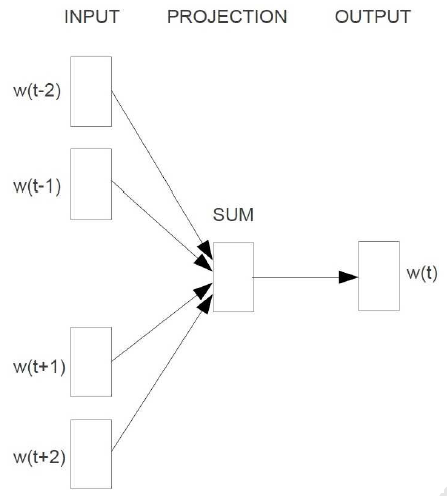 INPUT PROJECTION OUTPUT
w(t-2)
w(t-1)
SUM
w(t)
w(t+1)
w(t+2)